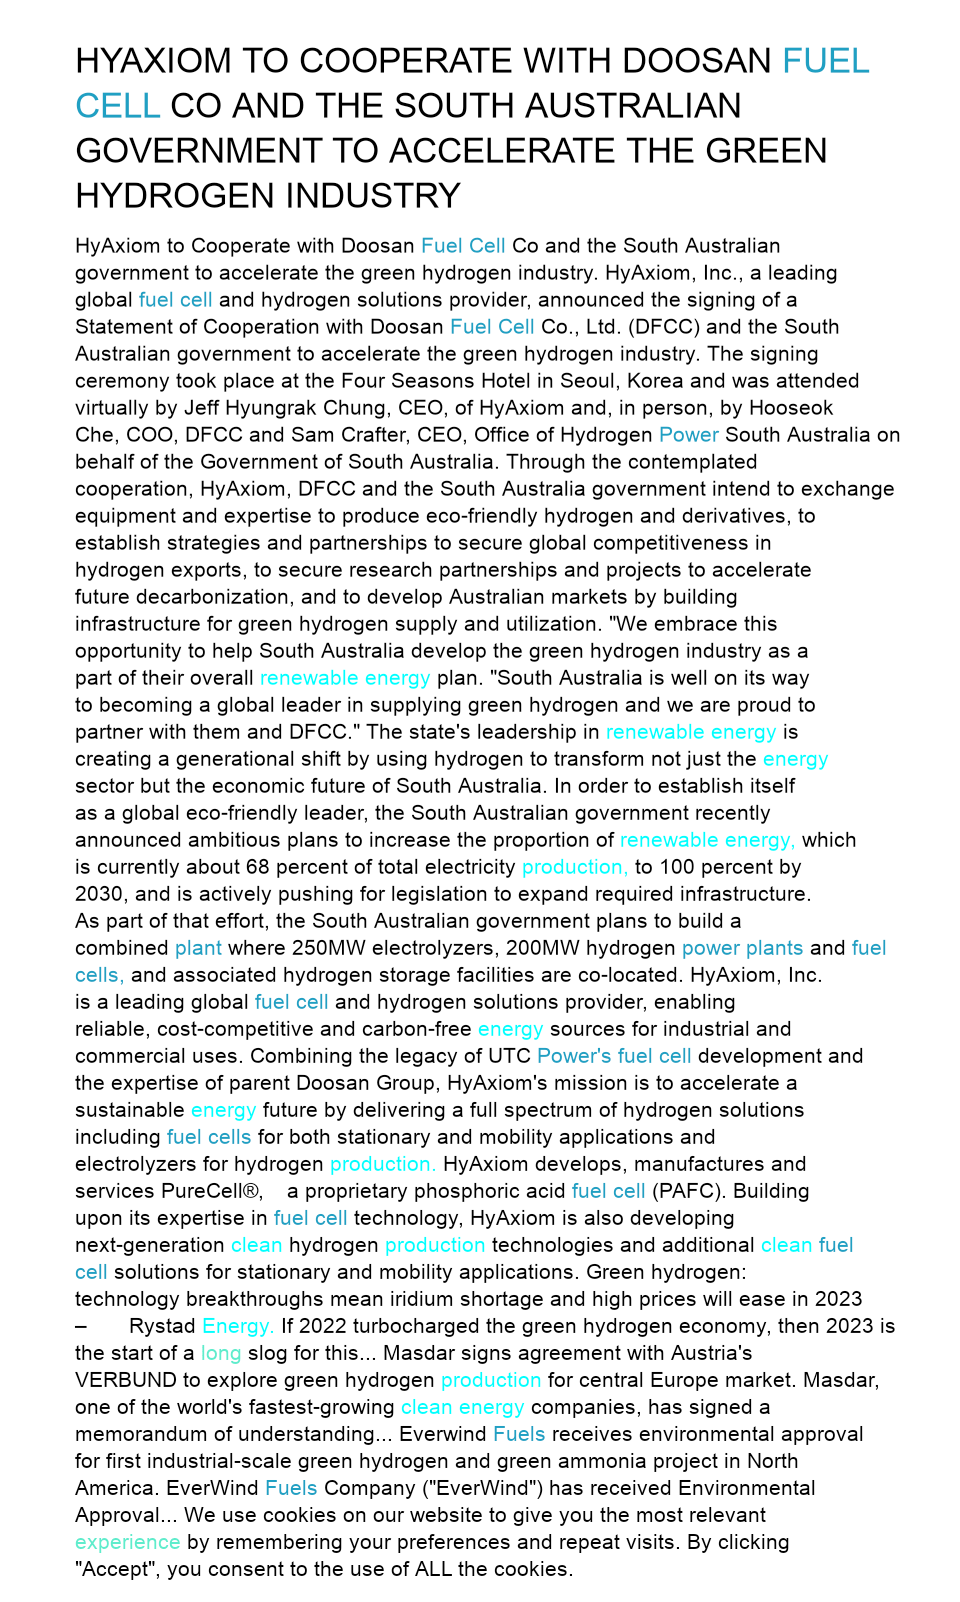 HYAXIOM TO COOPERATE WITH DOOSAN FUEL
CELL CO AND THE SOUTH AUSTRALIAN
GOVERNMENT TO ACCELERATE THE GREEN
HYDROGEN INDUSTRY
HyAxiom to Cooperate with Doosan Fuel Cell Co and the South Australian
government to accelerate the green hydrogen industry. HyAxiom, Inc., a leading
global fuel cell and hydrogen solutions provider, announced the signing of a
Statement of Cooperation with Doosan Fuel Cell Co., Ltd. (DFCC) and the South
Australian government to accelerate the green hydrogen industry. The signing
ceremony took place at the Four Seasons Hotel in Seoul, Korea and was attended
virtually by Jeff Hyungrak Chung, CEO, of HyAxiom and, in person, by Hooseok
Che, COO, DFCC and Sam Crafter, CEO, Office of Hydrogen Power South Australia on
behalf of the Government of South Australia. Through the contemplated
cooperation, HyAxiom, DFCC and the South Australia government intend to exchange
equipment and expertise to produce eco-friendly hydrogen and derivatives, to
establish strategies and partnerships to secure global competitiveness in
hydrogen exports, to secure research partnerships and projects to accelerate
future decarbonization, and to develop Australian markets by building
infrastructure for green hydrogen supply and utilization. "We embrace this
opportunity to help South Australia develop the green hydrogen industry as a
part of their overall renewable energy plan. "South Australia is well on its way
to becoming a global leader in supplying green hydrogen and we are proud to
partner with them and DFCC." The state's leadership in renewable energy is
creating a generational shift by using hydrogen to transform not just the energy
sector but the economic future of South Australia. In order to establish itself
as a global eco-friendly leader, the South Australian government recently
announced ambitious plans to increase the proportion of renewable energy, which
is currently about 68 percent of total electricity production, to 100 percent by
2030, and is actively pushing for legislation to expand required infrastructure.
As part of that effort, the South Australian government plans to build a
combined plant where 250MW electrolyzers, 200MW hydrogen power plants and fuel
cells, and associated hydrogen storage facilities are co-located. HyAxiom, Inc.
is a leading global fuel cell and hydrogen solutions provider, enabling
reliable, cost-competitive and carbon-free energy sources for industrial and
commercial uses. Combining the legacy of UTC Power's fuel cell development and
the expertise of parent Doosan Group, HyAxiom's mission is to accelerate a
sustainable energy future by delivering a full spectrum of hydrogen solutions
including fuel cells for both stationary and mobility applications and
electrolyzers for hydrogen production. HyAxiom develops, manufactures and
services PureCell®, a proprietary phosphoric acid fuel cell (PAFC). Building
upon its expertise in fuel cell technology, HyAxiom is also developing
next-generation clean hydrogen production technologies and additional clean fuel
cell solutions for stationary and mobility applications. Green hydrogen:
technology breakthroughs mean iridium shortage and high prices will ease in 2023
– Rystad Energy. If 2022 turbocharged the green hydrogen economy, then 2023 is
the start of a long slog for this... Masdar signs agreement with Austria's
VERBUND to explore green hydrogen production for central Europe market. Masdar,
one of the world's fastest-growing clean energy companies, has signed a
memorandum of understanding... Everwind Fuels receives environmental approval
for first industrial-scale green hydrogen and green ammonia project in North
America. EverWind Fuels Company ("EverWind") has received Environmental
Approval... We use cookies on our website to give you the most relevant
experience by remembering your preferences and repeat visits. By clicking
"Accept", you consent to the use of ALL the cookies.